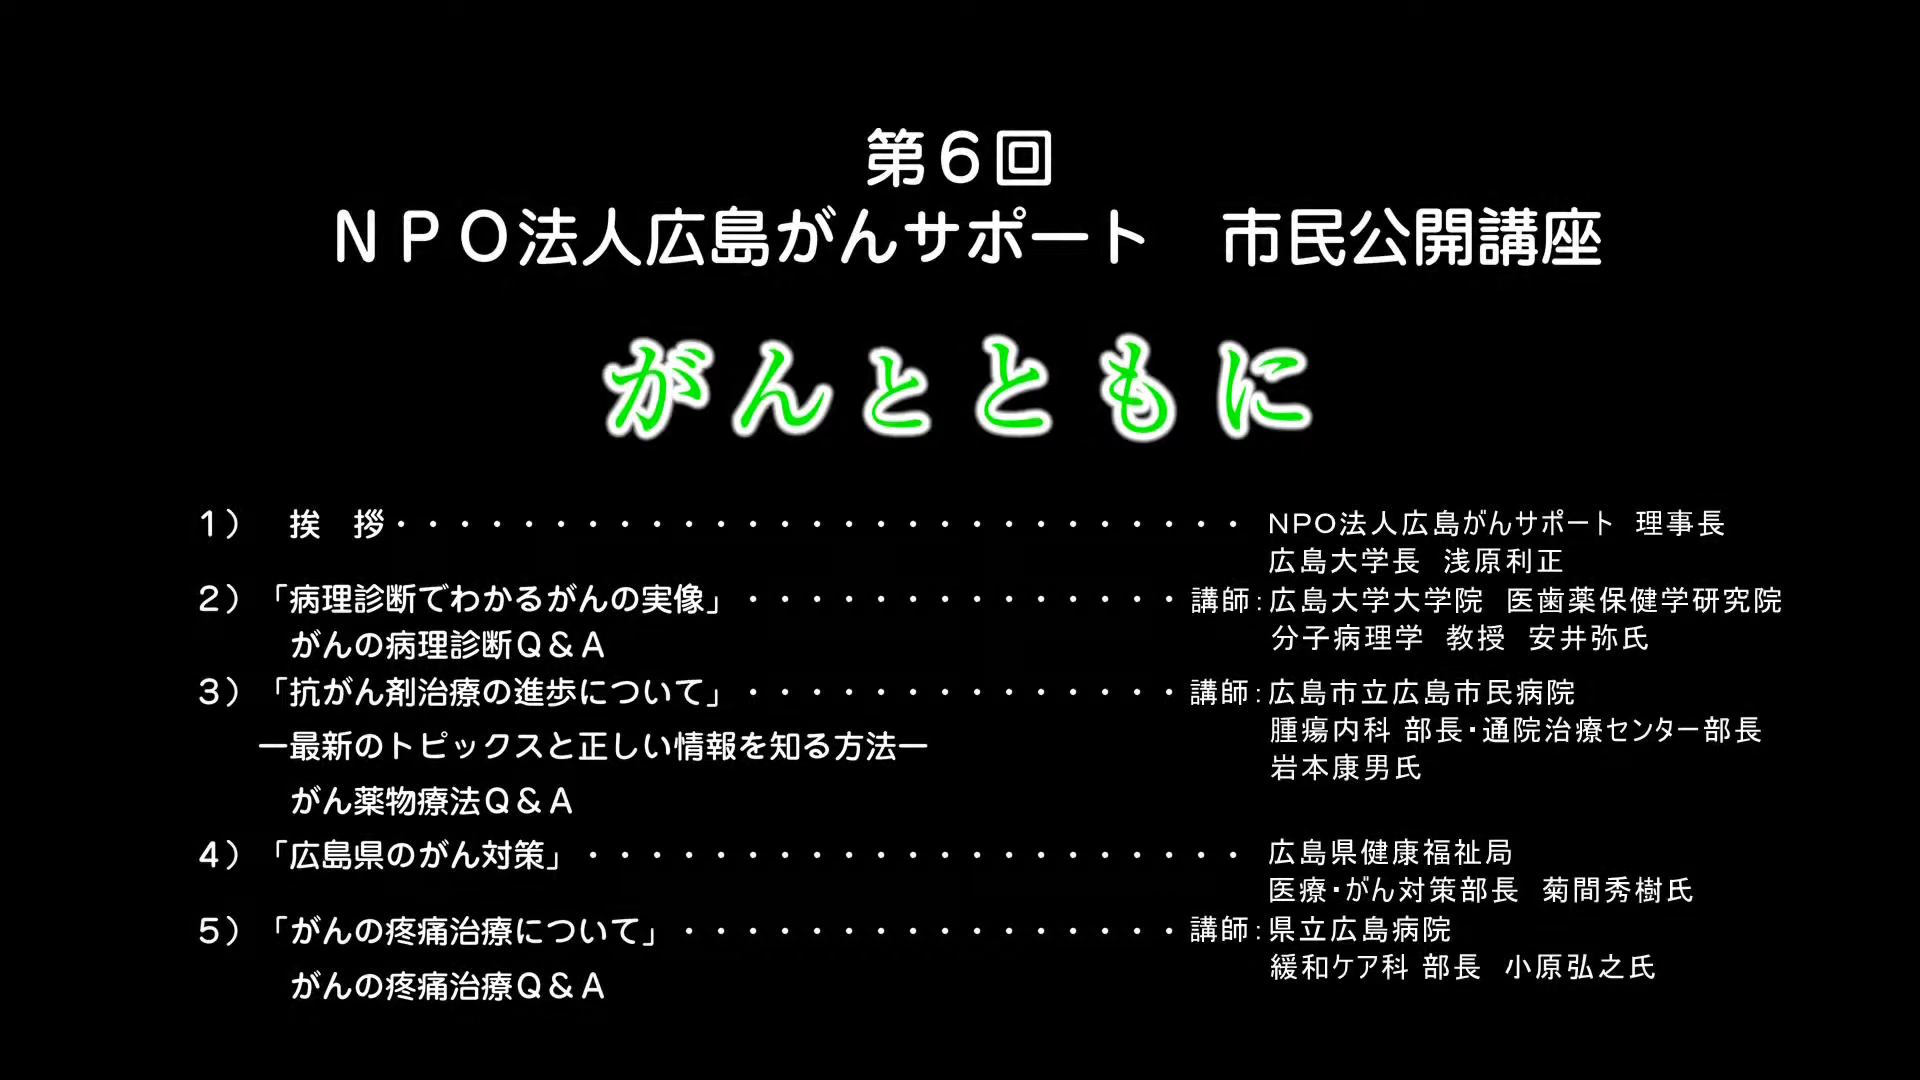 第６回
ＮＰＯ法人広島がんサポート　市民公開講座
がんとともに
１）　挨　拶・・・・・・・・・・・・・・・・・・・・・・・・・・・ NPO法人広島がんサポート　理事長
広島大学長　浅原利正
２）「病理診断でわかるがんの実像」・・・・・・・・・・・・・・ 講師：広島大学大学院　医歯薬保健学研究院
がんの病理診断Ｑ＆Ａ
分子病理学　教授　安井弥氏
３）「抗がん剤治療の進歩について」・・・・・・・・・・・・・・ 講師：広島市立広島市民病院
―最新のトピックスと正しい情報を知る方法―
腫瘍内科 部長・通院治療センター部長
岩本康男氏
がん薬物療法Ｑ＆Ａ
４）「広島県のがん対策」・・・・・・・・・・・・・・・・・・・・・ 広島県健康福祉局
医療・がん対策部長　菊間秀樹氏
５）「がんの疼痛治療について」・・・・・・・・・・・・・・・・ 講師：県立広島病院
緩和ケア科 部長　小原弘之氏
がんの疼痛治療Ｑ＆Ａ